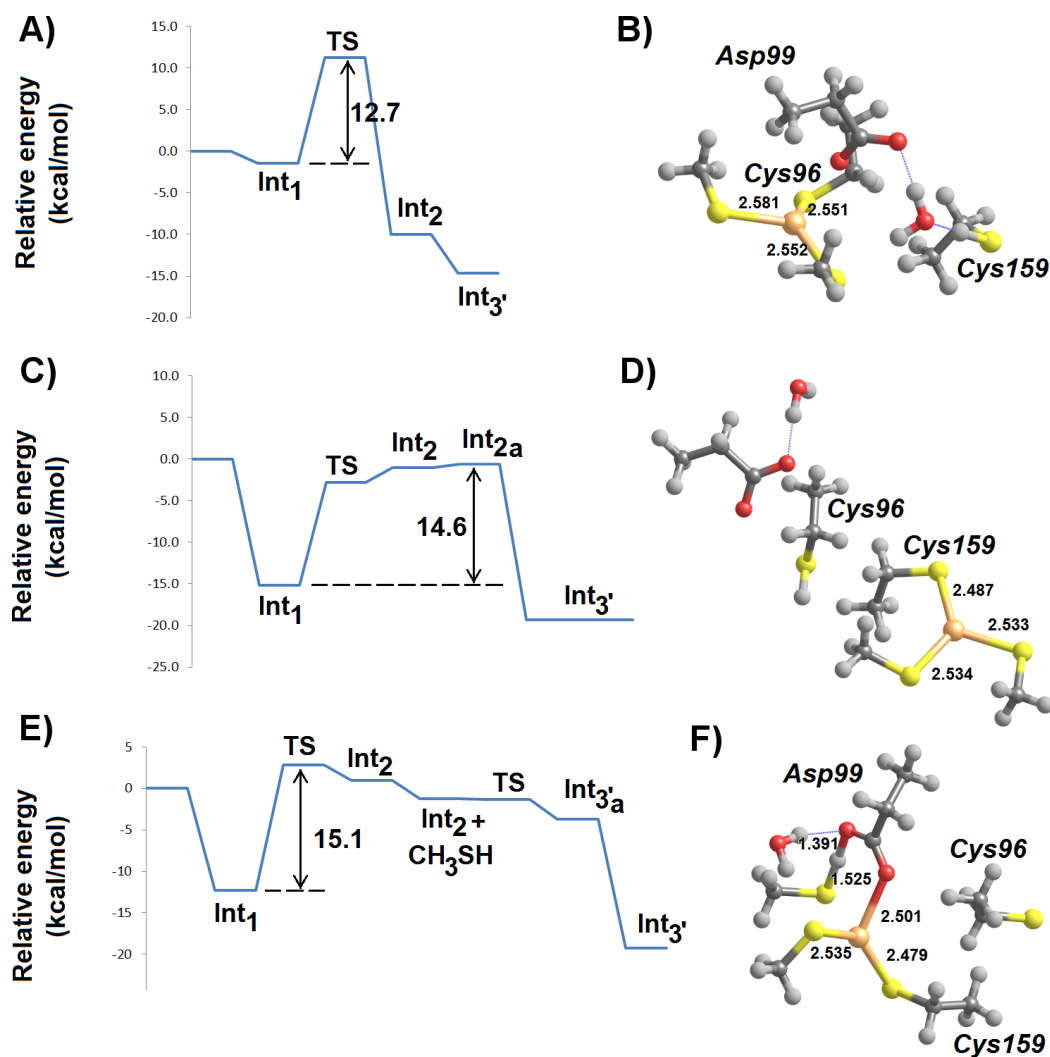 A)
Relative energy
(kcal/mol)
15.0
10.0
5.0
0.0
-5.0
-10.0
-15.0
-20.0
TS
12.7
Int1
Int2
Int3'
B)
Asp99
Cys96
2.581
2.551
2.552
Cys159
C)
Relative energy
(kcal/mol)
10.0
5.0
0.0
-5.0
-10.0
-15.0
-20.0
-25.0
Int1
TS
Int2
Int2a
14.6
Int3'
D)
Cys96
Cys159
2.487
2.533
2.534
E)
Relative energy
(kcal/mol)
5
0
-5
-10
-15
-20
TS
15.1
Int1
Int2
Int2 +
CH3SH
TS
Int3'a
Int3'
F)
Asp99
1.391
1.525
Cys96
2.501
2.535
2.479
Cys159